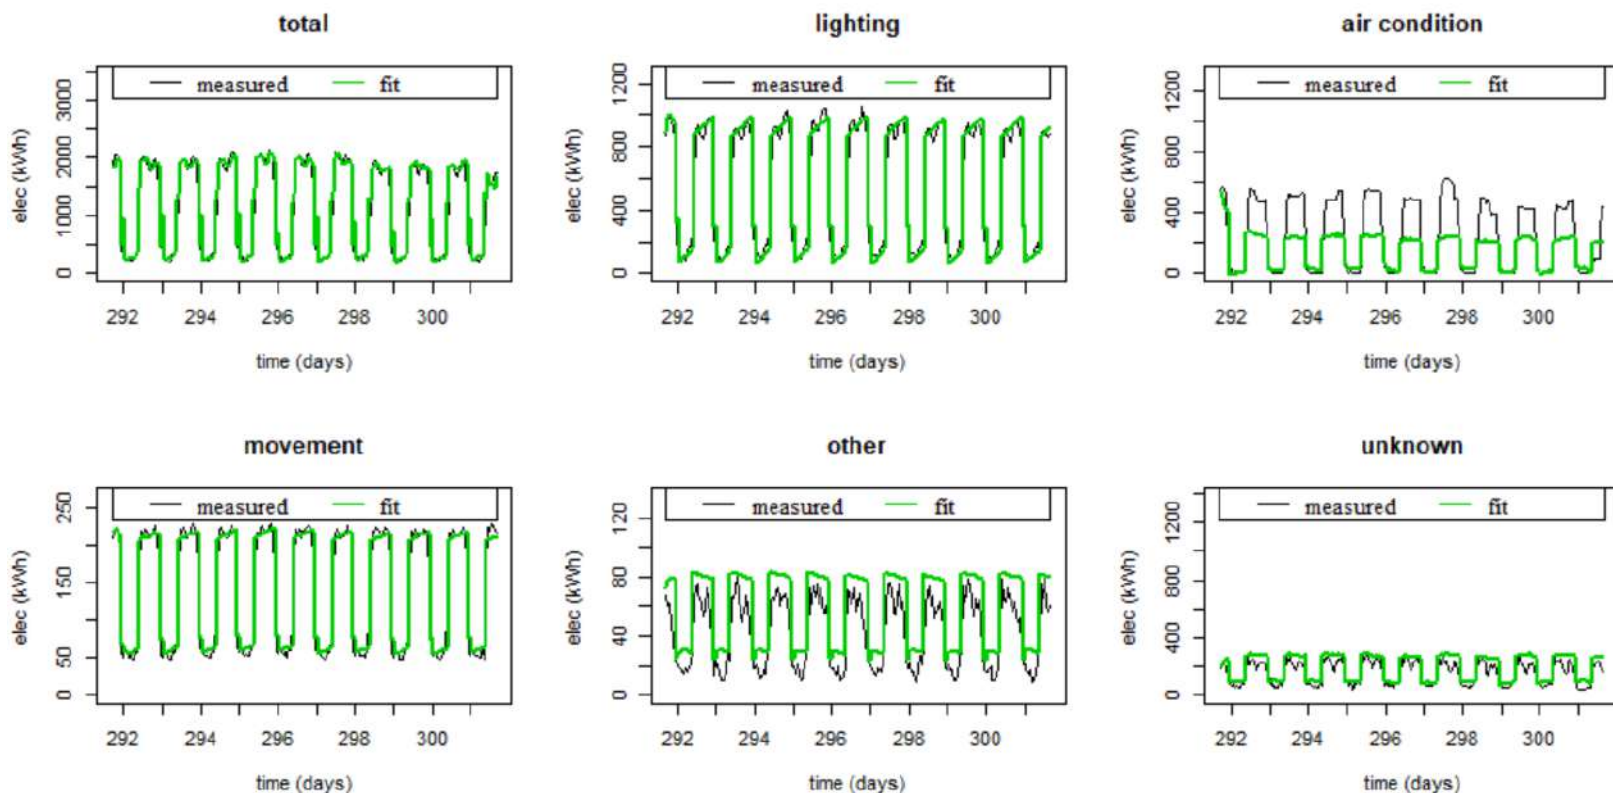 total
measured fit
elec (kWh)
3000
2000
1000
0
292 294 296 298 300
time (days)
lighting
measured fit
elec (kWh)
1200
800
400
0
292 294 296 298 300
time (days)
air condition
measured fit
elec (kWh)
1200
800
400
0
292 294 296 298 300
time (days)
movement
measured fit
elec (kWh)
250
150
50
0
292 294 296 298 300
time (days)
other
measured fit
elec (kWh)
120
80
40
0
292 294 296 298 300
time (days)
unknown
measured fit
elec (kWh)
1200
800
400
0
292 294 296 298 300
time (days)